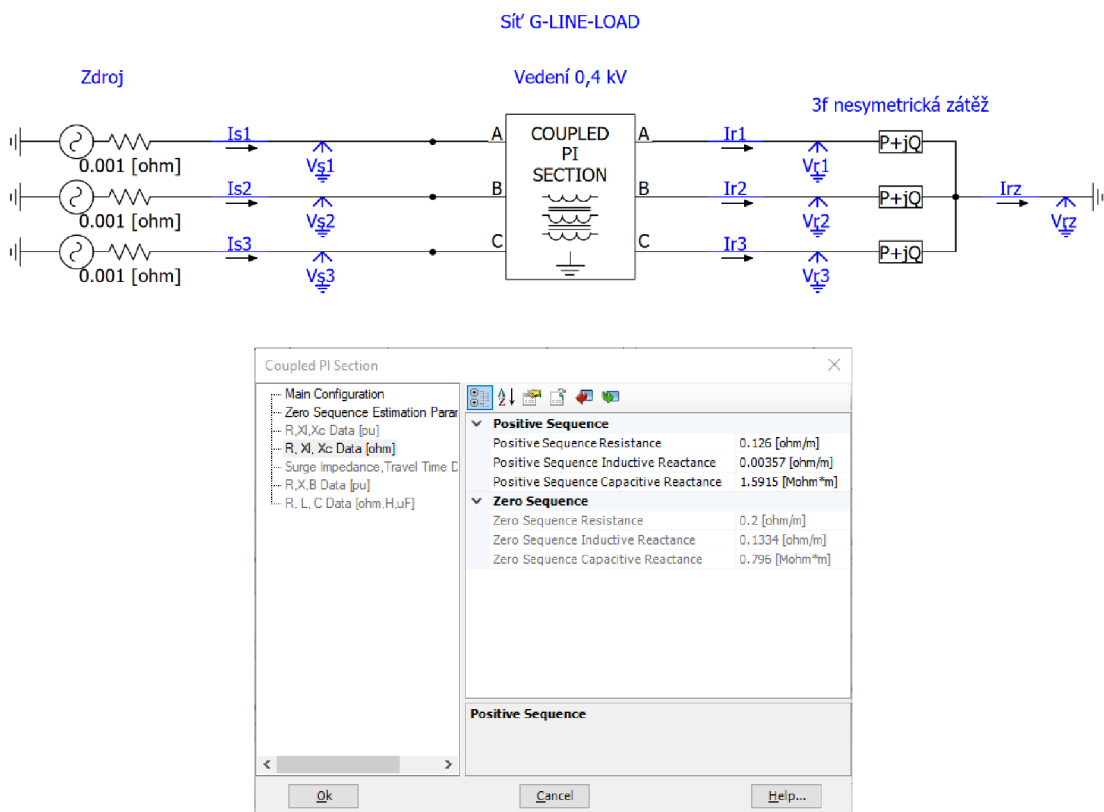 Síť G-LINE-LOAD
Zdroj
Vedení 0,4 kV
3f nesymetrická zátěž
Is1
A
COUPLED
A
Ir1
P+jQ
0.001 [ohm]
Vs1
PI
Vr1
SECTION
Is2
B
B
Ir2
P+jQ
Irz
0.001 [ohm]
Vs2
Vr2
Vrz
Is3
C
C
Ir3
P+jQ
0.001 [ohm]
Vs3
Vr3
Coupled PI Section
Main Configuration
Zero Sequence Estimation Parar
R,Xl,Xc Data [pu]
R, Xl, Xc Data [ohm]
Surge Impedance,Travel Time D
R,X,B Data [pu]
R, L, C Data [ohm,H,uF]
Positive Sequence
Positive Sequence Resistance 0.126 [ohm/m]
Positive Sequence Inductive Reactance 0.00357 [ohm/m]
Positive Sequence Capacitive Reactance 1.5915 [Mohm*m]
Zero Sequence
Zero Sequence Resistance 0.2 [ohm/m]
Zero Sequence Inductive Reactance 0.1334 [ohm/m]
Zero Sequence Capacitive Reactance 0.796 [Mohm*m]
Positive Sequence
Ok
Cancel
Help...